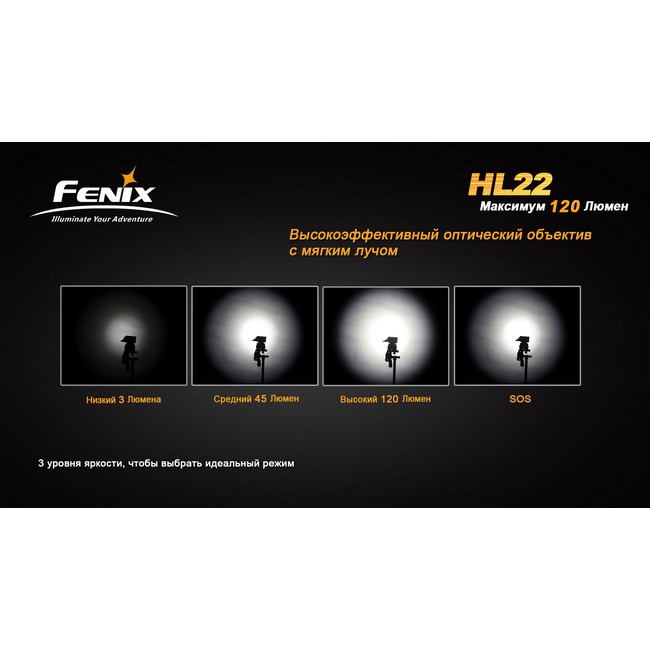 FENIX
Illuminate Your Adventure
HL22
Максимум 120 Люмен
Высокоэффективный оптический объектив
с мягким лучом
Низкий 3 Люмена
Средний 45 Люмен
Высокий 120 Люмен
SOS
3 уровня яркости, чтобы выбрать идеальный режим